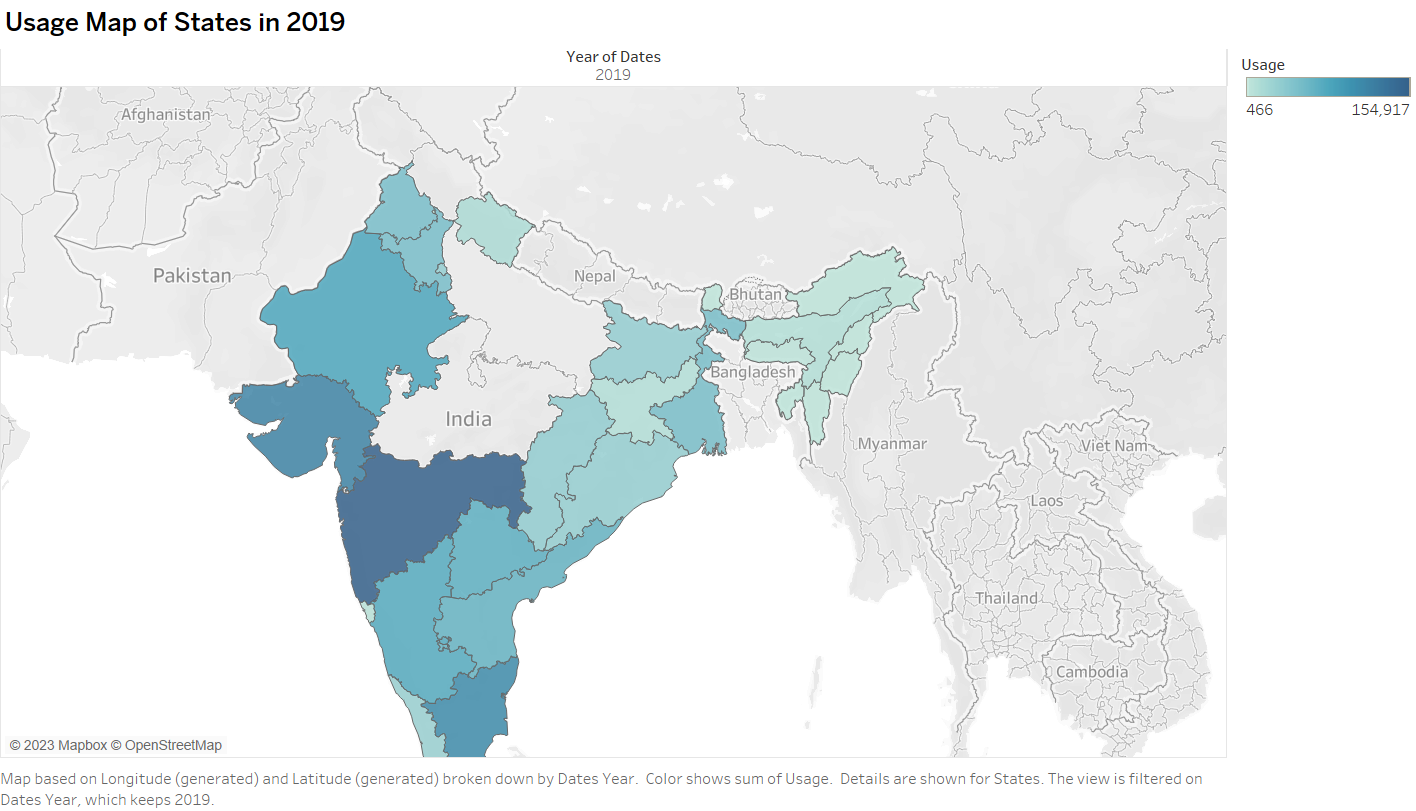 Usage Map of States in 2019
Year of Dates
2019
Usage
466 154,917
Afghanistan
Pakistan
Nepal
Bhutan
Bangladesh
India
Myanmar
Viet Nam
Laos
Thailand
Cambodia
© 2023 Mapbox © OpenStreetMap
Map based on Longitude (generated) and Latitude (generated) broken down by Dates Year.  Color shows sum of Usage.  Details are shown for States. The view is filtered on
Dates Year, which keeps 2019.